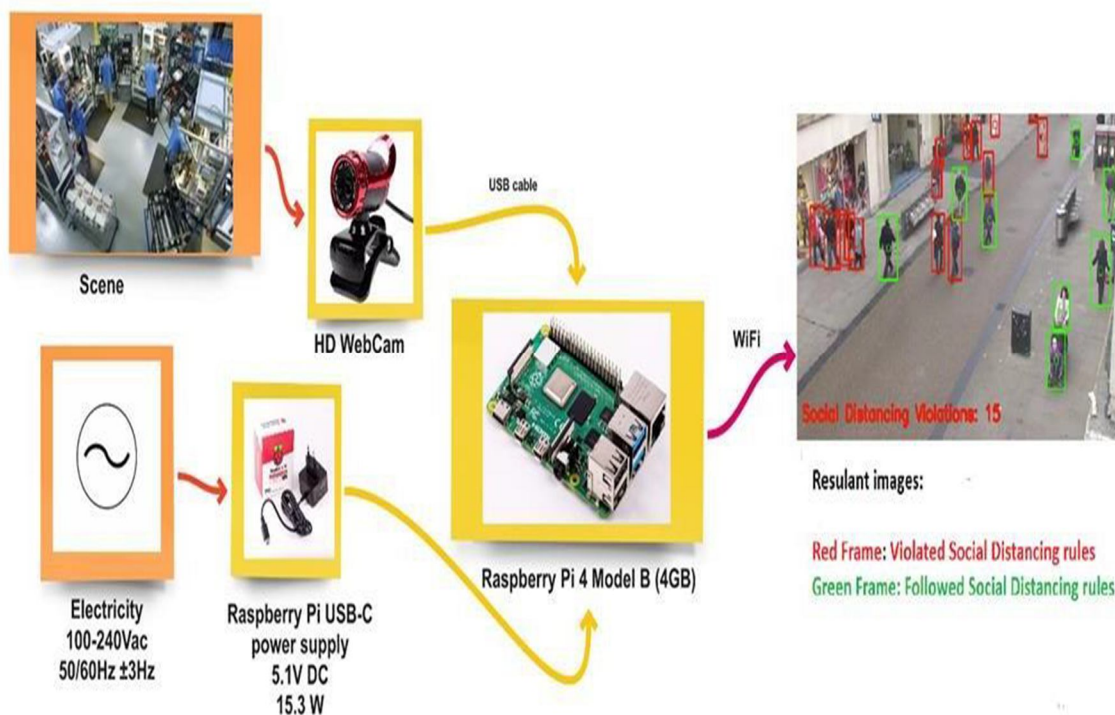 Scene
HD WebCam
USB cable
Electricity
100-240Vac
50/60Hz ±3Hz
Raspberry Pi USB-C
power supply
5.1V DC
15.3 W
Raspberry Pi 4 Model B (4GB)
WiFi
Social Distancing Violations: 15
Resulant images:
Red Frame: Violated Social Distancing rules
Green Frame: Followed Social Distancing rules